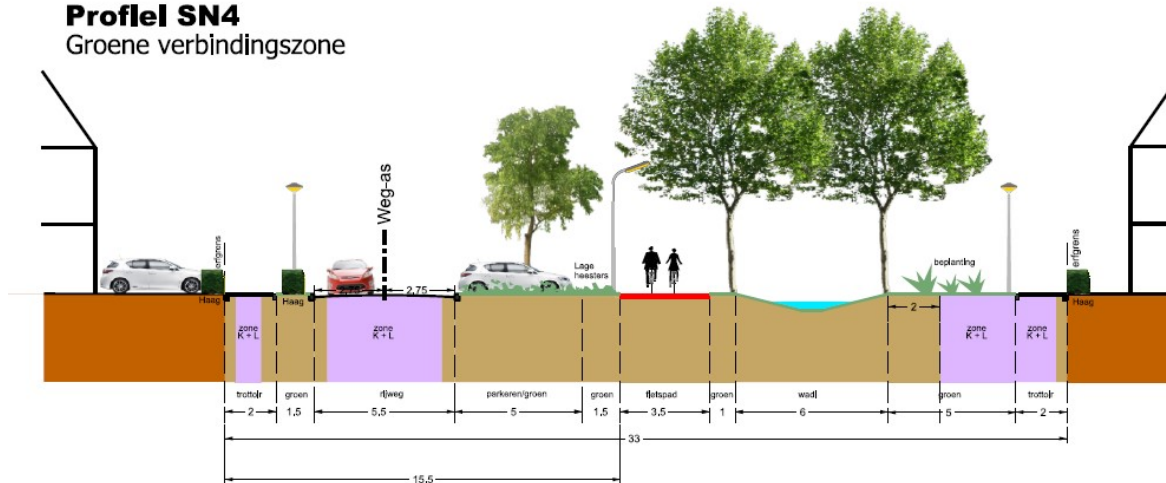 Profiel SN4
Groene verbindingszone
Weg-as
erfgrens
erfgrens
Lage
heesters
beplanting
Haag
Haag
Haag
2,75
2
zone
K + L
zone
K + L
zone
K + L
zone
K + L
trottoir
groen
rijweg
parkeren/groen
groen
fietspad
groen
wadi
groen
trottoir
2
1,5
5,5
5
1,5
3,5
1
6
5
2
33
15,5